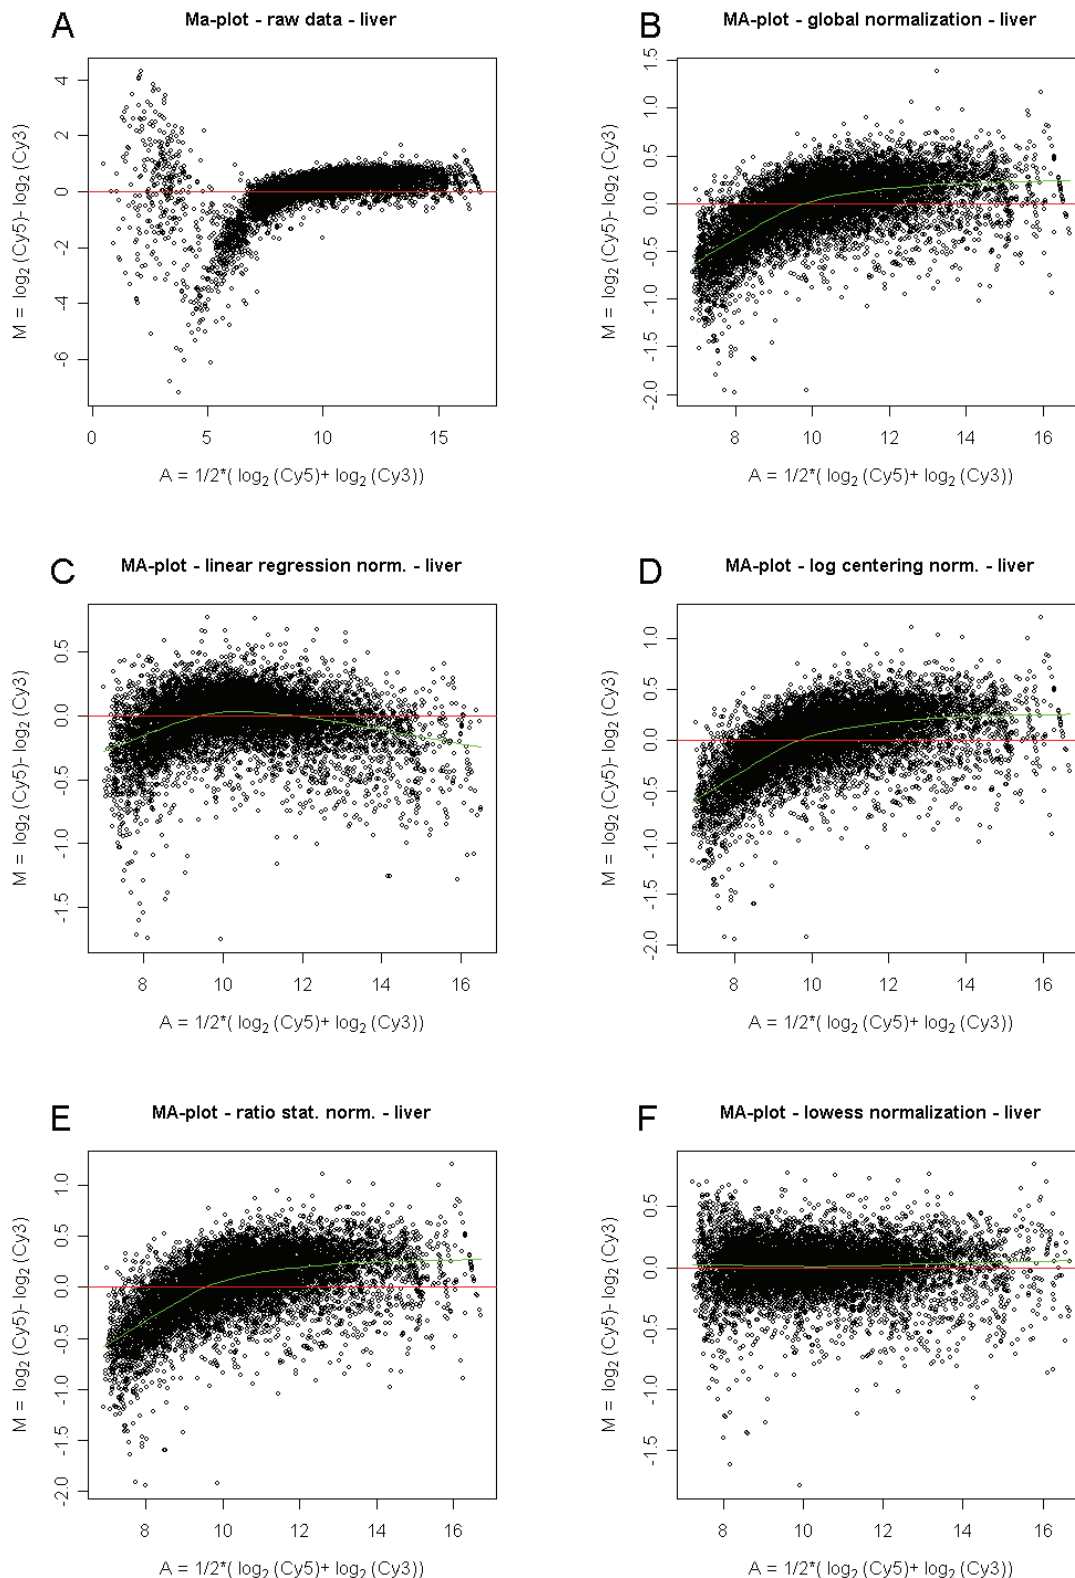 A
Ma-plot - raw data - liver
M = log2 (Cy5)- log2 (Cy3)
4
2
0
-2
-4
-6
0 5 10 15
A = 1/2*( log2 (Cy5)+ log2 (Cy3))
B
MA-plot - global normalization - liver
M = log2 (Cy5)- log2 (Cy3)
1.5
1.0
0.5
0.0
-0.5
-1.0
-1.5
-2.0
8 10 12 14 16
A = 1/2*( log2 (Cy5)+ log2 (Cy3))
C
MA-plot - linear regression norm. - liver
M = log2 (Cy5)- log2 (Cy3)
0.5
0.0
-0.5
-1.0
-1.5
8 10 12 14 16
A = 1/2*( log2 (Cy5)+ log2 (Cy3))
D
MA-plot - log centering norm. - liver
M = log2 (Cy5)- log2 (Cy3)
1.0
0.5
0.0
-0.5
-1.0
-1.5
-2.0
8 10 12 14 16
A = 1/2*( log2 (Cy5)+ log2 (Cy3))
E
MA-plot - ratio stat. norm. - liver
M = log2 (Cy5)- log2 (Cy3)
1.0
0.5
0.0
-0.5
-1.0
-1.5
-2.0
8 10 12 14 16
A = 1/2*( log2 (Cy5)+ log2 (Cy3))
F
MA-plot - lowess normalization - liver
M = log2 (Cy5)- log2 (Cy3)
0.5
0.0
-0.5
-1.0
-1.5
8 10 12 14 16
A = 1/2*( log2 (Cy5)+ log2 (Cy3))